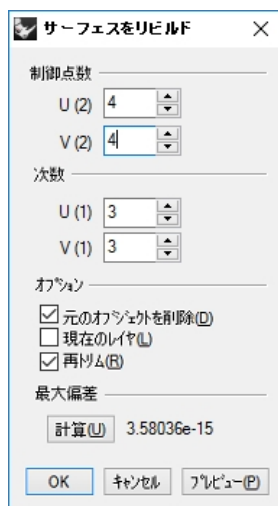 サーフェスをリビルド
制御点数
U (2) 4
V (2) 4
次数
U (1) 3
V (1) 3
オプション
元のオブジェクトを削除(D)
現在のレイヤ(L)
再トリム(R)
最大偏差
計算(U) 3.58036e-15
OK キャンセル プレビュー(P)